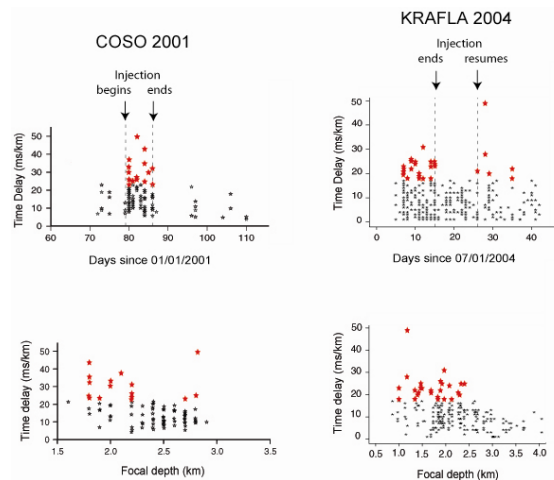 COSO 2001
KRAFLA 2004
Injection
begins ends
Injection
ends resumes
Time Delay (ms/km)
50
40
30
20
10
0
60 70 80 90 100 110
Days since 01/01/2001
Time Delay (ms/km)
50
40
30
20
10
0
0 10 20 30 40
Days since 07/01/2004
Time delay (ms/km)
50
40
30
20
10
0
1.5 2.0 2.5 3.0 3.5
Focal depth (km)
Time delay (ms/km)
50
40
30
20
10
0
0.5 1.0 1.5 2.0 2.5 3.0 3.5 4.0
Focal depth (km)